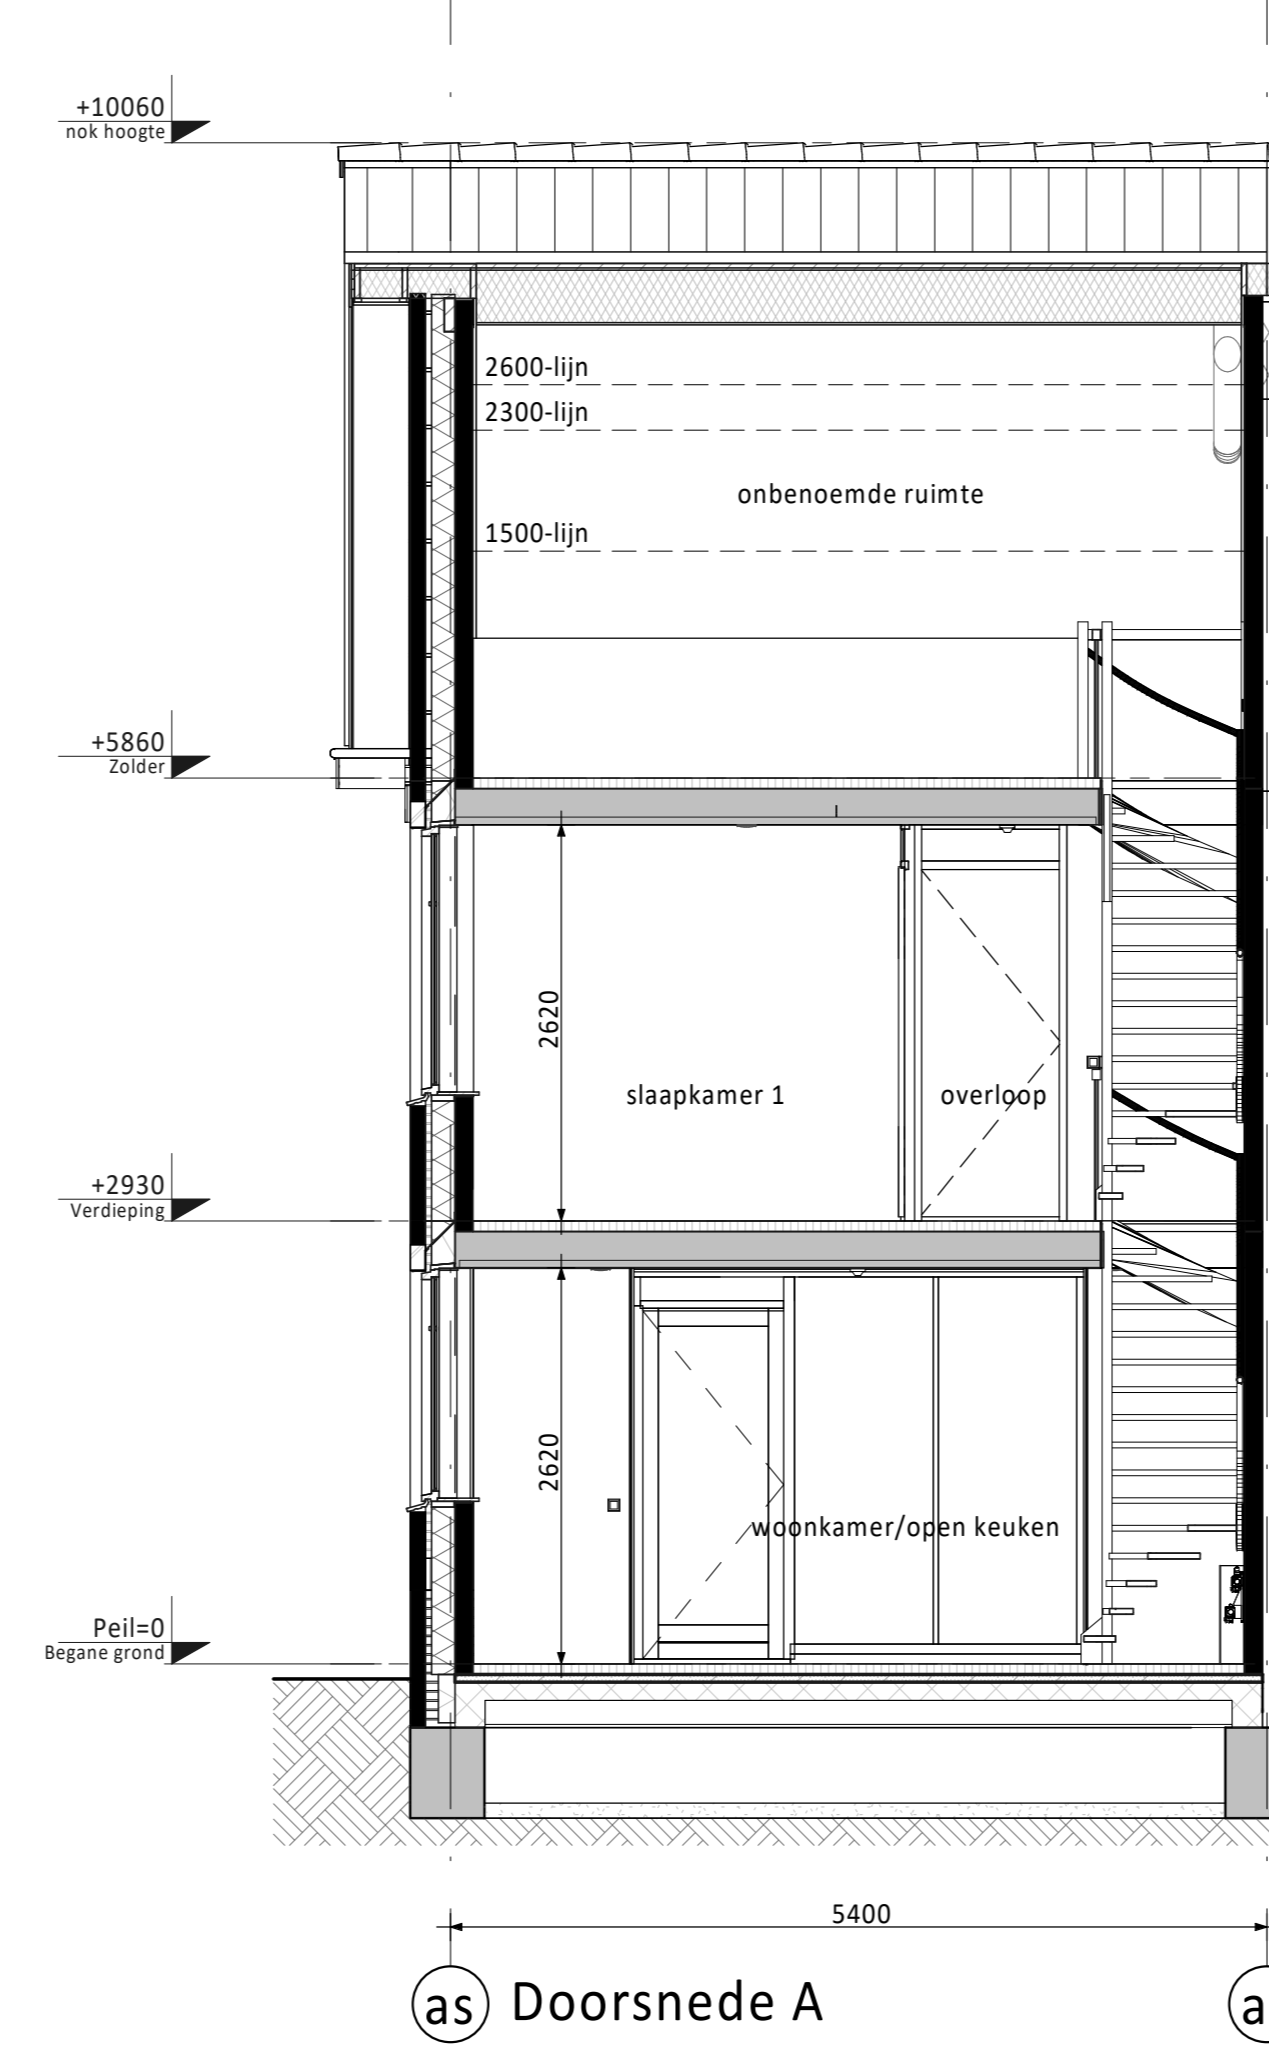 +10060
nok hoogte
2600-lijn
2300-lijn
onbenoemde ruimte
1500-lijn
+5860
Zolder
2620
slaapkamer 1
overloop
+2930
Verdieping
2620
woonkamer/open keuken
Peil=0
Begane grond
5400
as
Doorsnede A
a